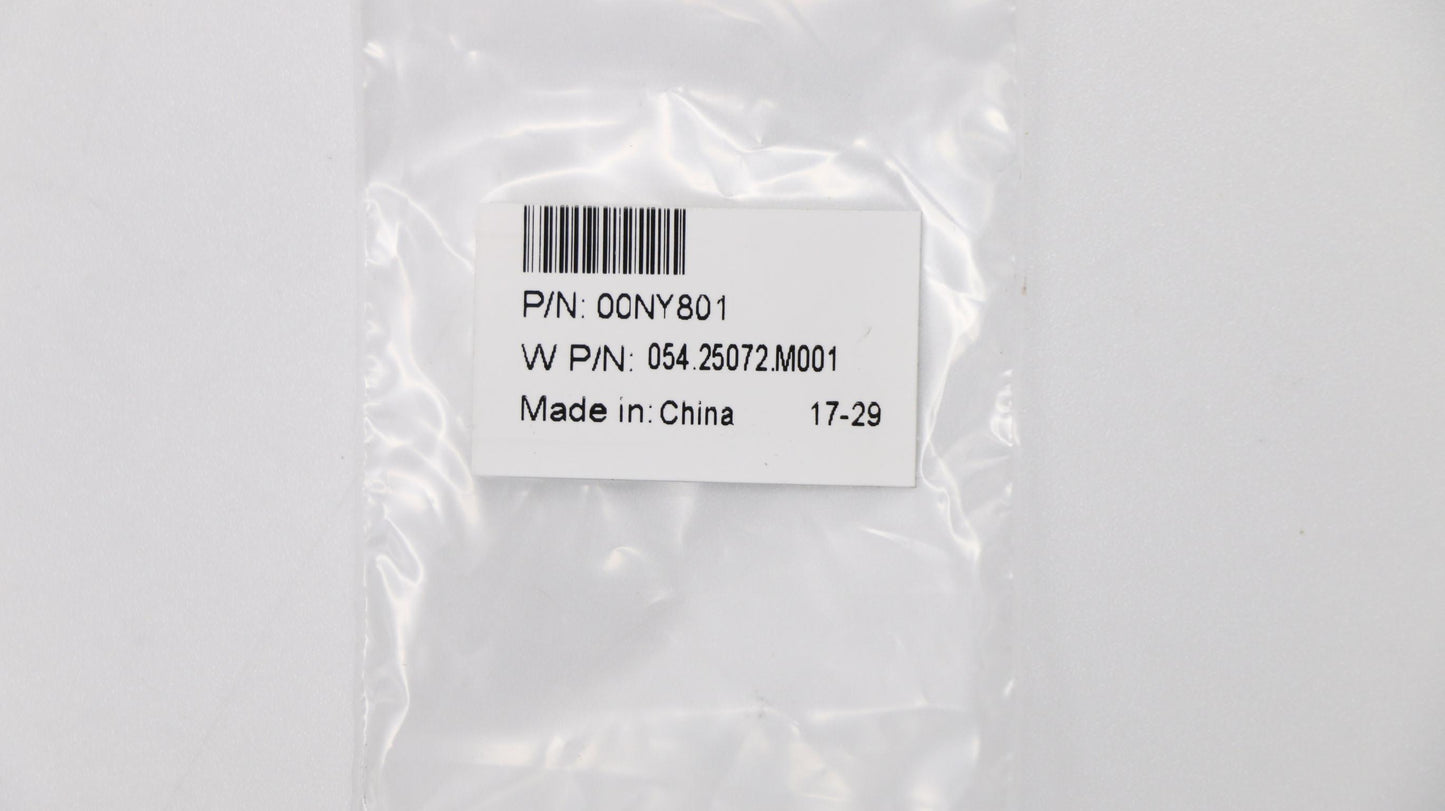 P/N: 00NY801
W P/N: 054.25072.M001
Made in: China 17-29